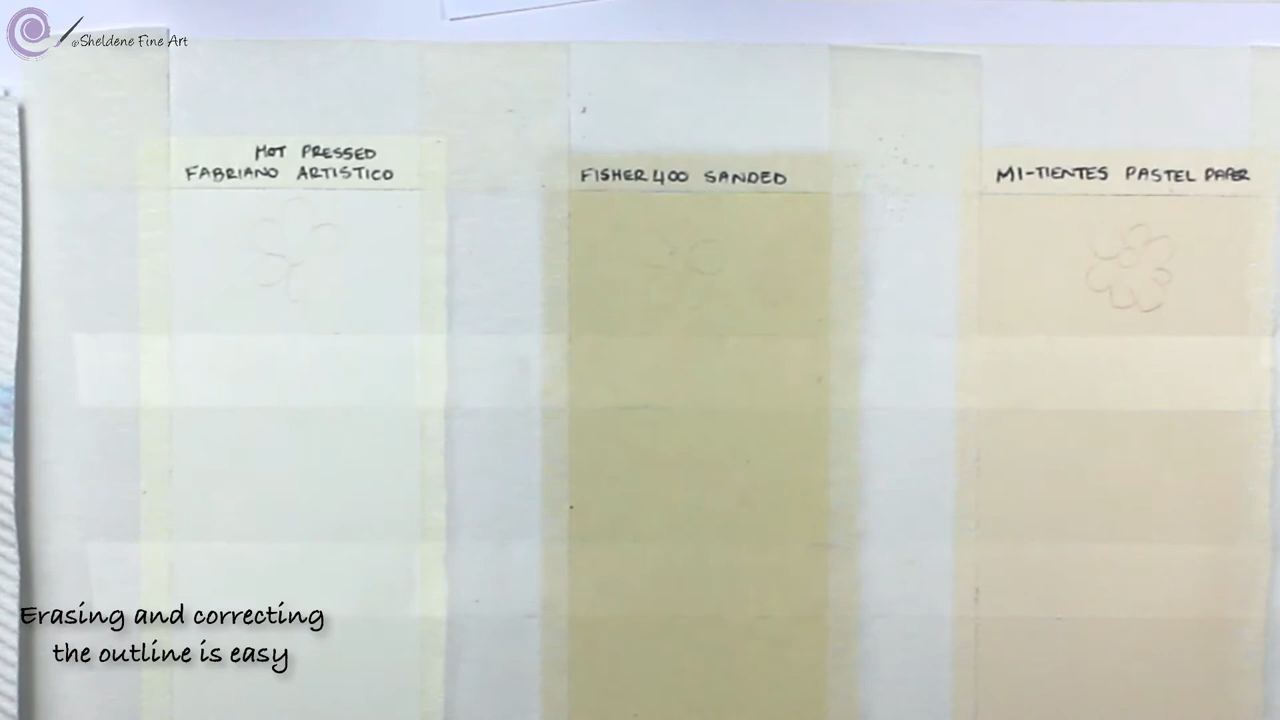 @Sheldene Fine Art
HOT PRESSED
FABRIANO ARTISTICO
FISHER 400 SANDED
MI-TIENTES PASTEL PAPER
Erasing and correcting
the outline is easy